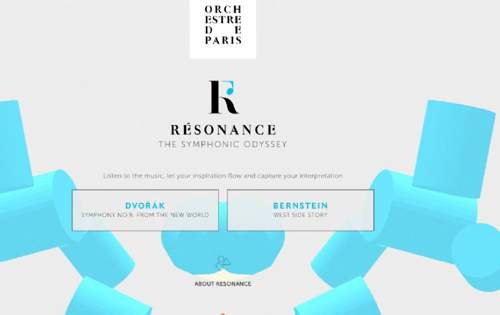 ORCH
ESTRE
D E
PARIS
RÉSONANCE
THE SYMPHONIC ODYSSEY
Listen to the music, let your inspiration flow and capture your interpretation
DVOŘÁK
SYMPHONY NO.9, FROM THE NEW WORLD
BERNSTEIN
WEST SIDE STORY
ABOUT RESONANCE